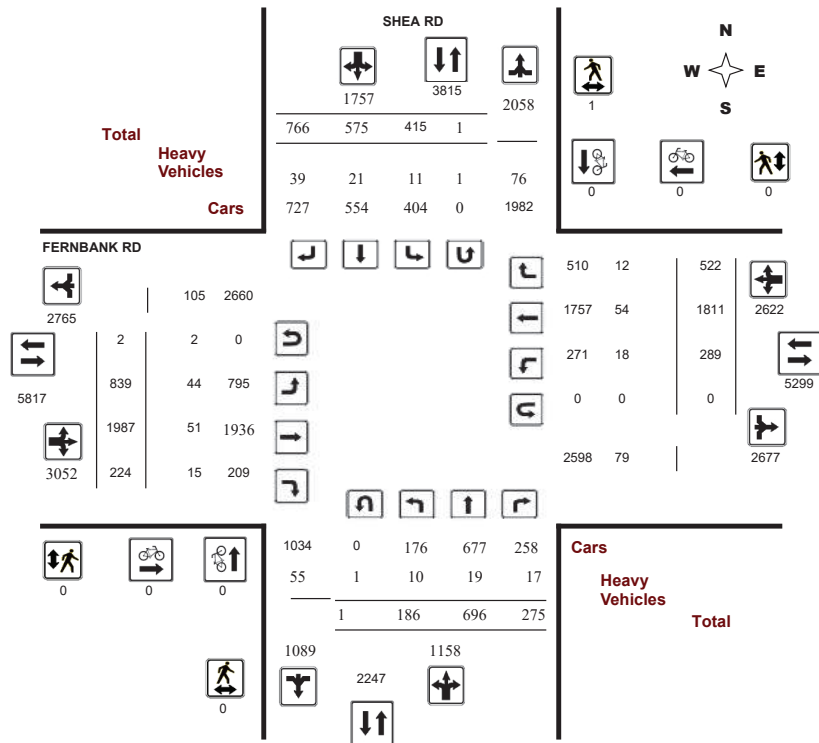 SHEA RD
N
W E
S
1757 3815 2058 1
Total 766 575 415 1
Heavy
Vehicles
39 21 11 1 76
0 0 0
Cars 727 554 404 0 1982
FERNBANK RD
510 12 522
105 2660
2765 1757 54 1811 2622
2 2 0
271 18 289
5817 839 44 795 5299
0 0 0
1987 51 1936
3052 2598 79 2677
224 15 209
1034 0 176 677 258 Cars
55 1 10 19 17 Heavy
Vehicles
0 0 0
1 186 696 275 Total
1089 1158
2247
0